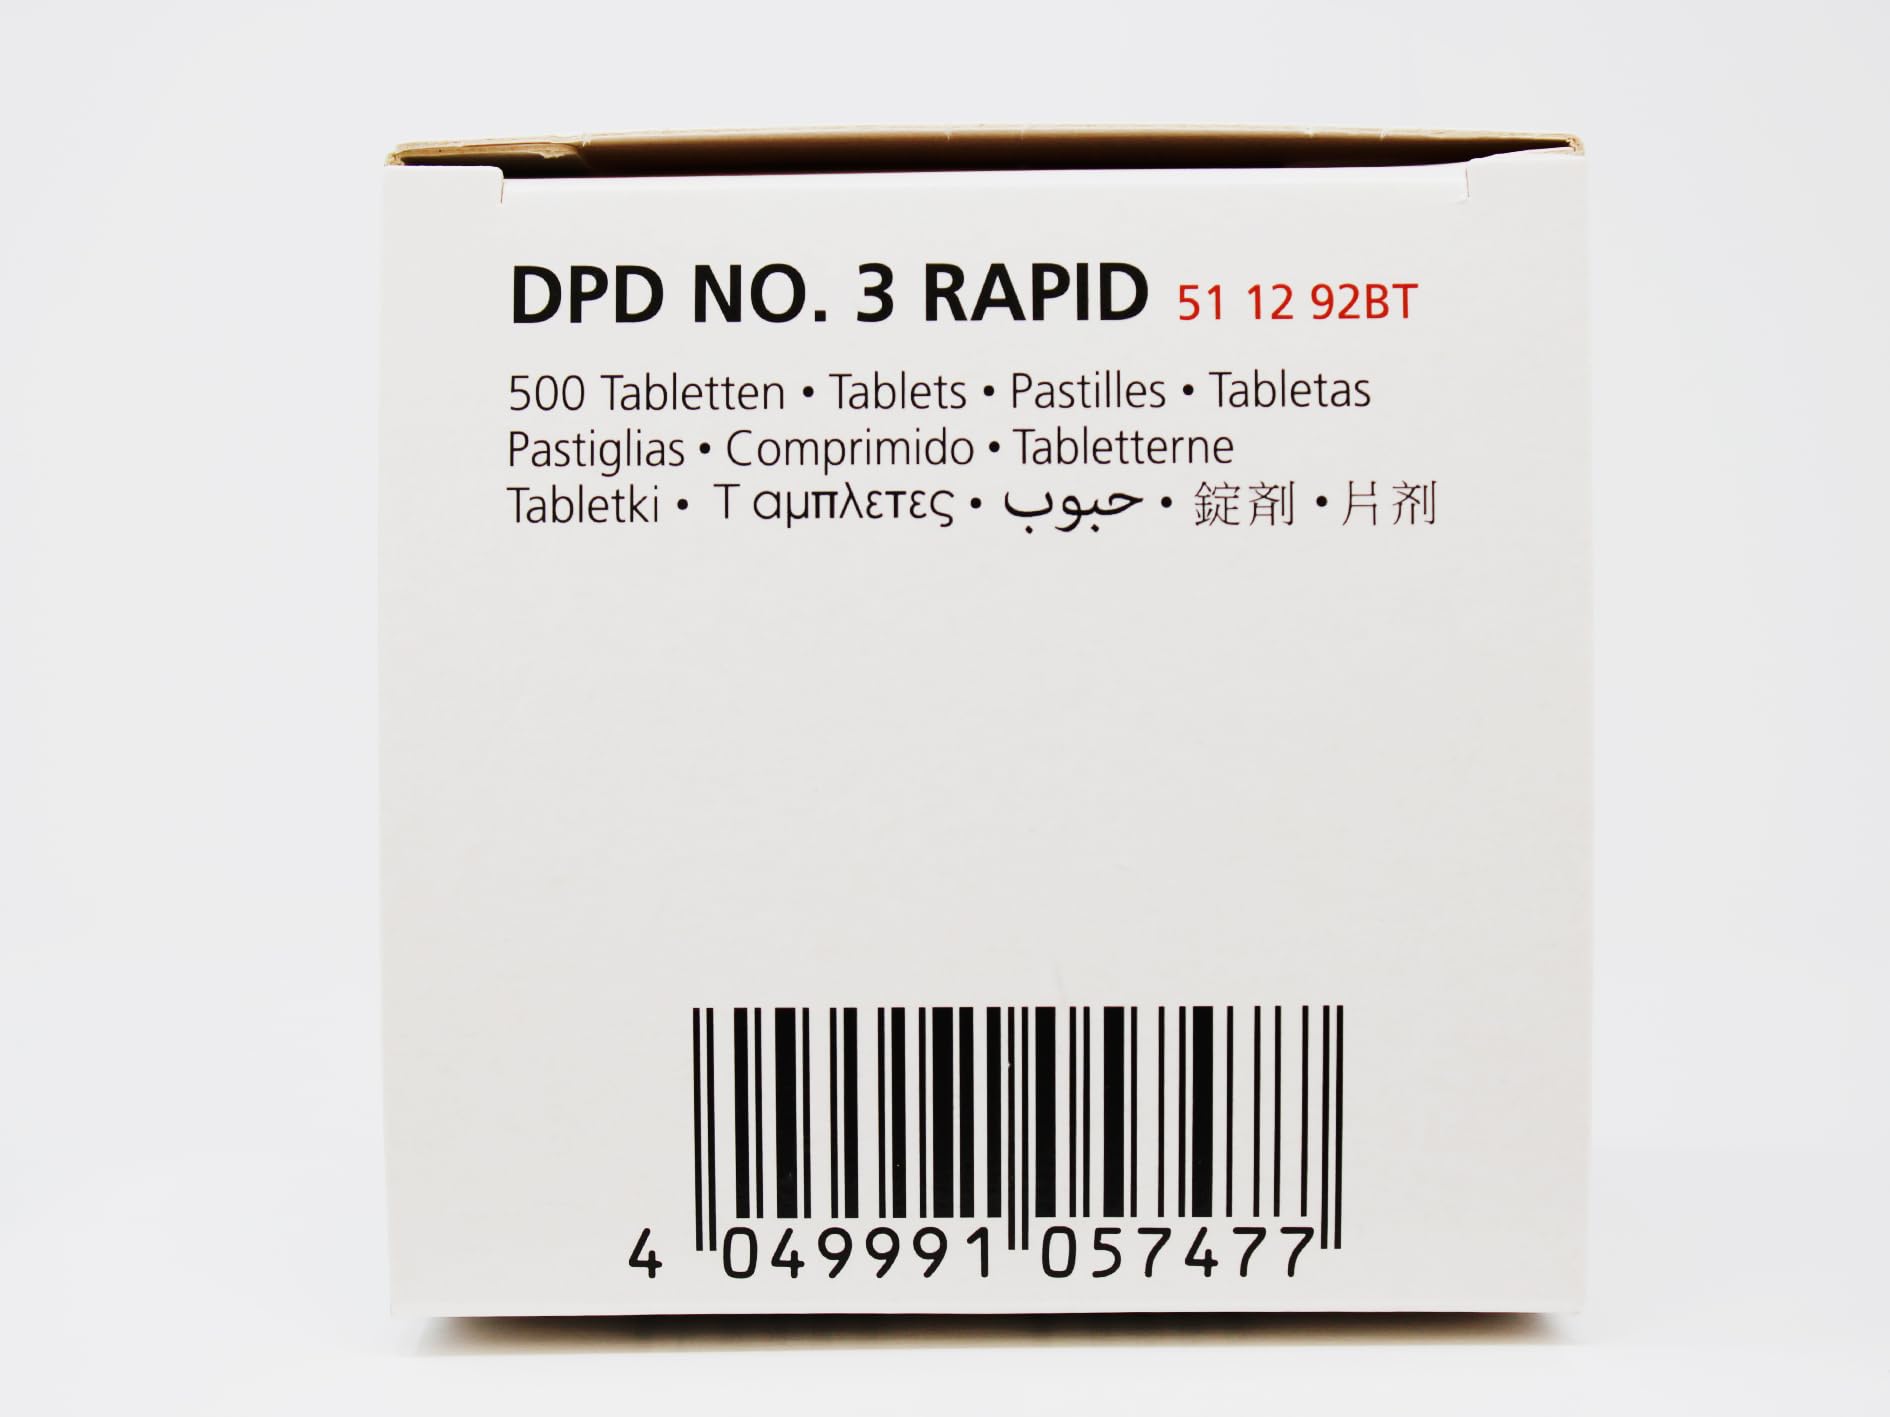 DPD NO. 3 RAPID 51 12 92BT
500 Tabletten • Tablets • Pastilles • Tabletas
Pastiglias • Comprimido • Tabletterne
Tabletki • Ταμπλετες • حبوب • 錠剤 • 片剂
4 049991 057477